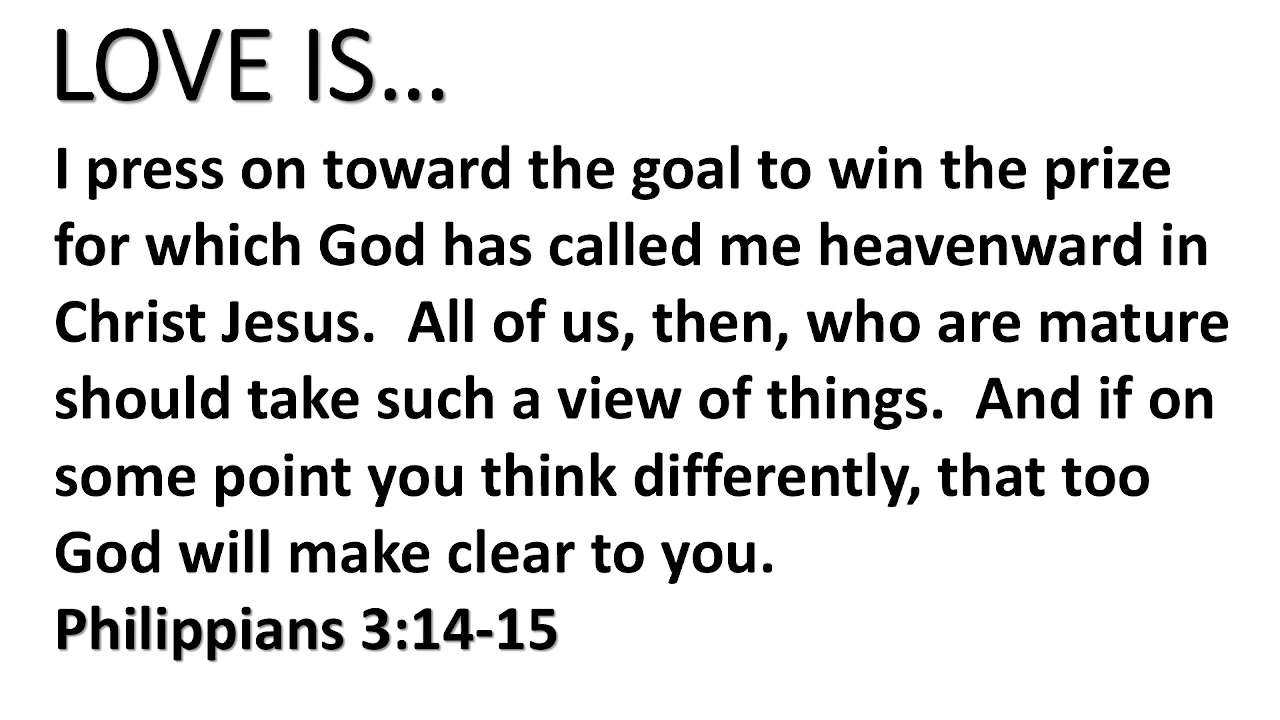 LOVE IS…
I press on toward the goal to win the prize
for which God has called me heavenward in
Christ Jesus.  All of us, then, who are mature
should take such a view of things.  And if on
some point you think differently, that too
God will make clear to you.
Philippians 3:14-15